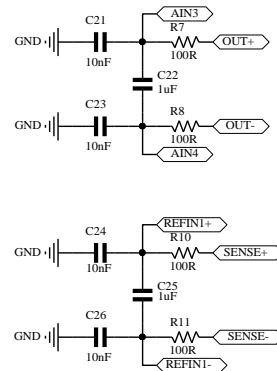 C21
AIN3
R7
GND
OUT+
10nF
100R
C22
1uF
C23
R8
GND
OUT-
10nF
100R
AIN4
REFIN1+
C24
R10
GND
SENSE+
10nF
100R
C25
1uF
C26
R11
GND
SENSE-
10nF
100R
REFIN1-